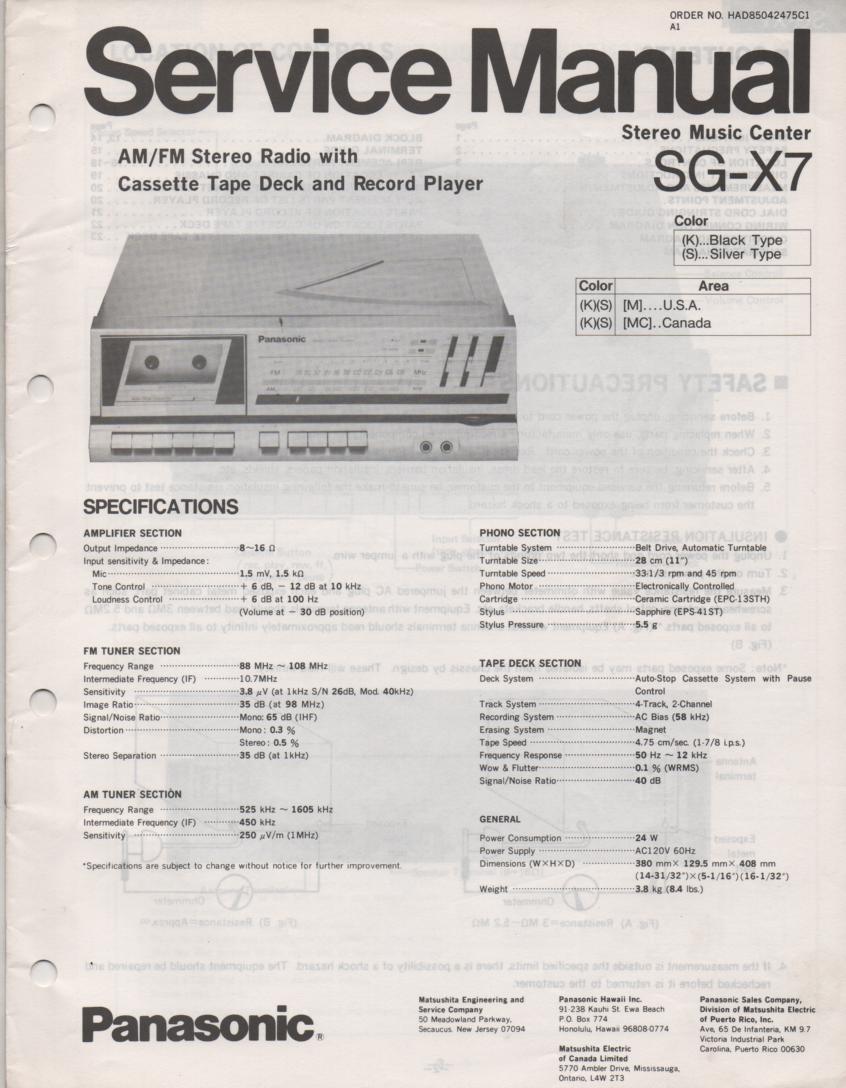 ORDER NO. HAD85042475C1
A1
Service Manual
Stereo Music Center
AM/FM Stereo Radio with
Cassette Tape Deck and Record Player
SG-X7
Color
(K)...Black Type
(S)...Silver Type
Color Area
(K)(S) [M]....U.S.A.
(K)(S) [MC]..Canada
Panasonic
FM
MHz
AM
SPECIFICATIONS
AMPLIFIER SECTION
Output Impedance 8~16 Ω
Input sensitivity & Impedance:
Mic 1.5 mV, 1.5 kΩ
Tone Control + 6 dB, − 12 dB at 10 kHz
Loudness Control + 6 dB at 100 Hz
(Volume at − 30 dB position)
FM TUNER SECTION
Frequency Range 88 MHz ~ 108 MHz
Intermediate Frequency (IF) 10.7MHz
Sensitivity 3.8 μV (at 1kHz S/N 26dB, Mod. 40kHz)
Image Ratio 35 dB (at 98 MHz)
Signal/Noise Ratio Mono: 65 dB (IHF)
Distortion Mono: 0.3 %
Stereo: 0.5 %
Stereo Separation 35 dB (at 1kHz)
AM TUNER SECTION
Frequency Range 525 kHz ~ 1605 kHz
Intermediate Frequency (IF) 450 kHz
Sensitivity 250 μV/m (1MHz)
*Specifications are subject to change without notice for further improvement.
PHONO SECTION
Turntable System Belt Drive, Automatic Turntable
Turntable Size 28 cm (11")
Turntable Speed 33-1/3 rpm and 45 rpm
Phono Motor Electronically Controlled
Cartridge Ceramic Cartridge (EPC-13STH)
Stylus Sapphire (EPS-41ST)
Stylus Pressure 5.5 g
TAPE DECK SECTION
Deck System Auto-Stop Cassette System with Pause
Control
Track System 4-Track, 2-Channel
Recording System AC Bias (58 kHz)
Erasing System Magnet
Tape Speed 4.75 cm/sec. (1-7/8 i.p.s.)
Frequency Response 50 Hz ~ 12 kHz
Wow & Flutter 0.1 % (WRMS)
Signal/Noise Ratio 40 dB
GENERAL
Power Consumption 24 W
Power Supply AC120V 60Hz
Dimensions (W×H×D) 380 mm× 129.5 mm× 408 mm
(14-31/32")×(5-1/16")(16-1/32")
Weight 3.8 kg (8.4 lbs.)
Panasonic®
Matsushita Engineering and
Service Company
50 Meadowland Parkway,
Secaucus. New Jersey 07094
Panasonic Hawaii Inc.
91-238 Kauhi St. Ewa Beach
P.O. Box 774
Honolulu, Hawaii 96808-0774
Matsushita Electric
of Canada Limited
5770 Ambler Drive, Mississauga,
Ontario, L4W 2T3
Panasonic Sales Company,
Division of Matsushita Electric
of Puerto Rico, Inc.
Ave, 65 De Infanteria, KM 9.7
Victoria Industrial Park
Carolina, Puerto Rico 00630